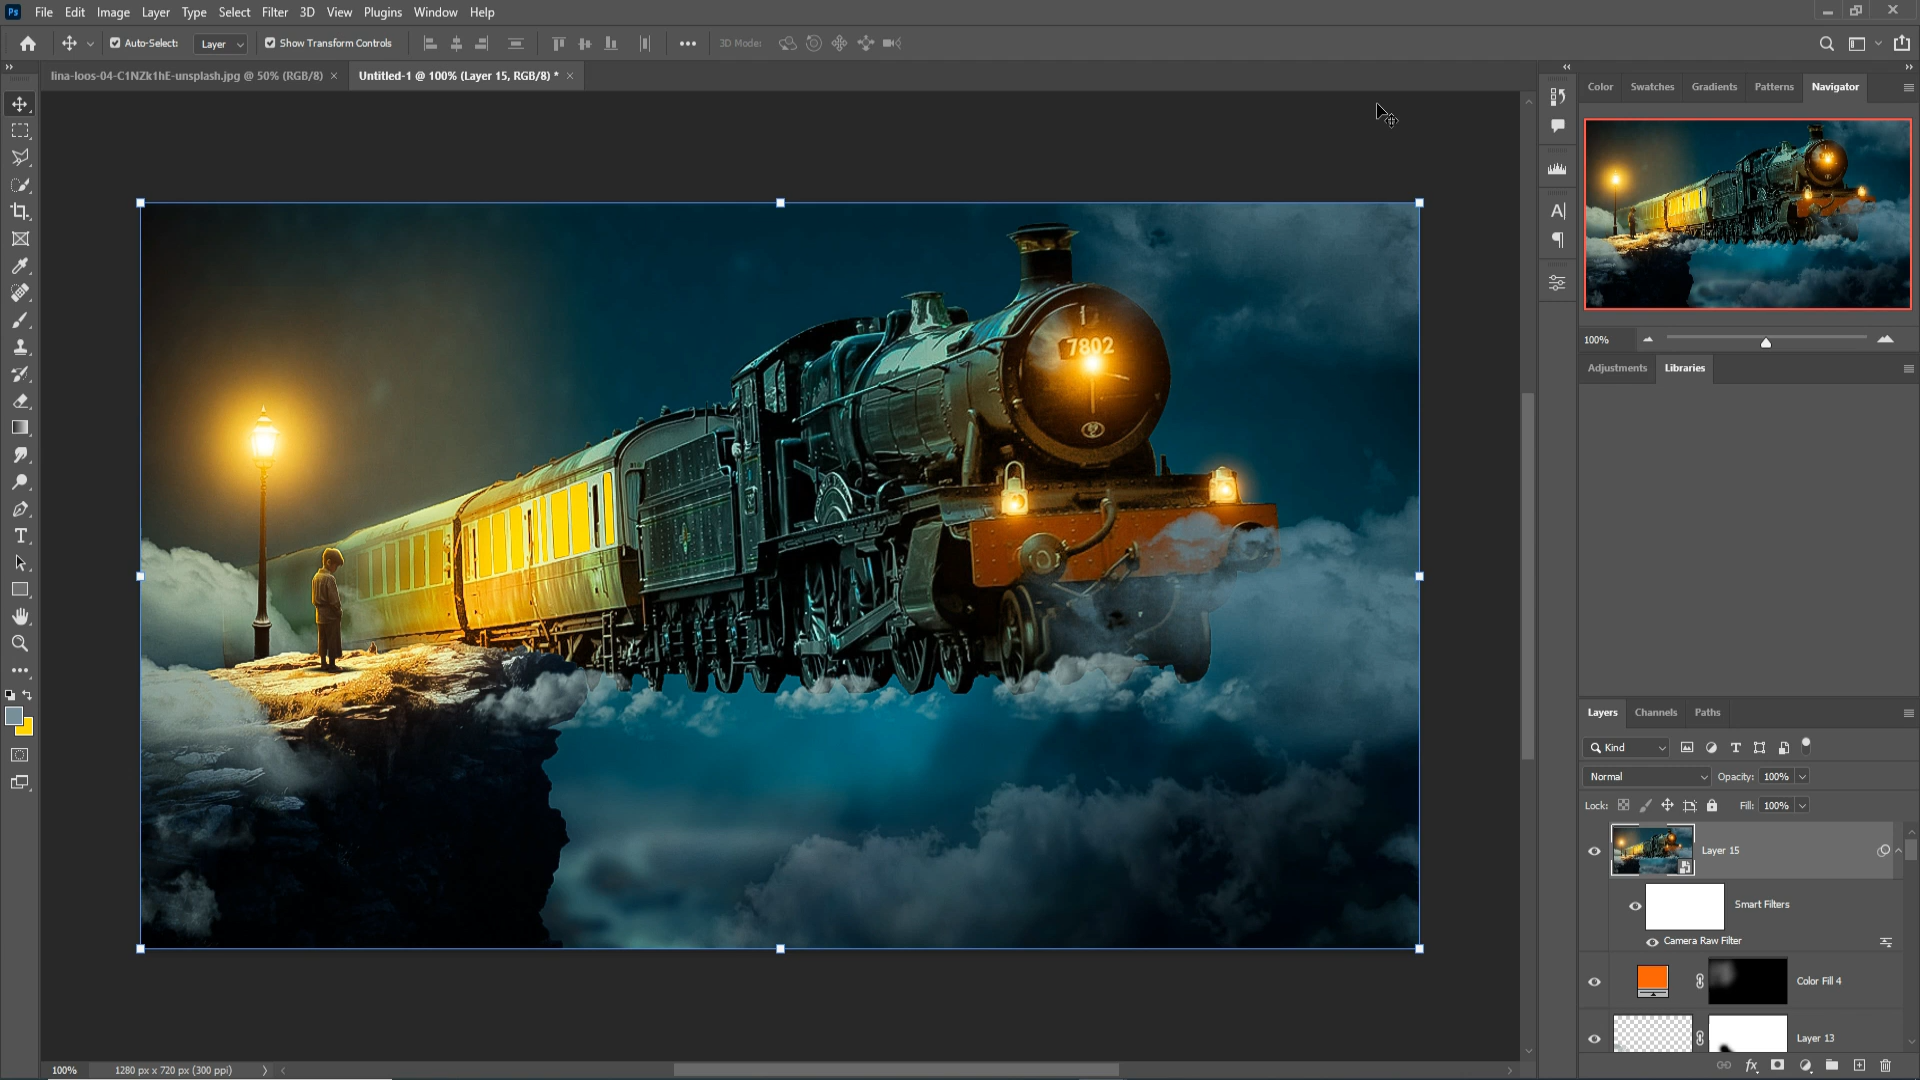 Ps File Edit Image Layer Type Select Filter 3D View Plugins Window Help
Auto-Select: Layer Show Transform Controls 3D Mode:
lina-loos-04-C1NZk1hE-unsplash.jpg @ 50% (RGB/8) × Untitled-1 @ 100% (Layer 15, RGB/8) * ×
Color Swatches Gradients Patterns Navigator
7802
100%
Adjustments Libraries
Layers Channels Paths
Kind
Normal Opacity: 100%
Lock: Fill: 100%
Layer 15
Smart Filters
Camera Raw Filter
Color Fill 4
Layer 13
100% 1280 px x 720 px (300 ppi)